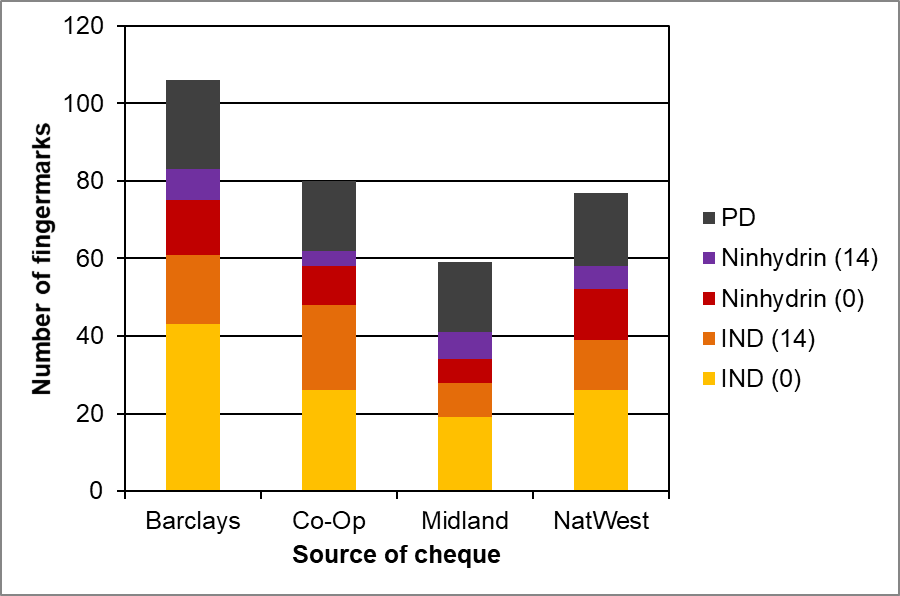 120
100
80
60
40
20
0
Number of fingermarks
Barclays
Co-Op
Midland
NatWest
Source of cheque
PD
Ninhydrin (14)
Ninhydrin (0)
IND (14)
IND (0)